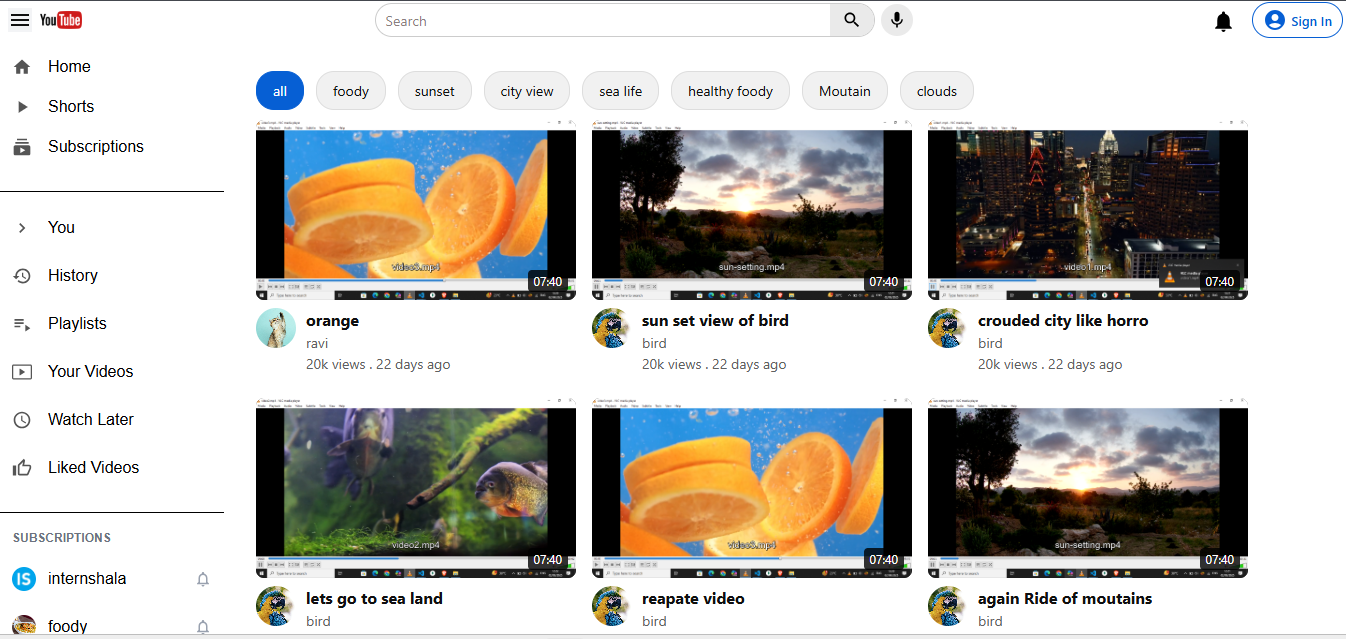 YouTube
Search
Sign In
Home
Shorts
Subscriptions
You
History
Playlists
Your Videos
Watch Later
Liked Videos
SUBSCRIPTIONS
internshala
foody
all foody sunset city view sea life healthy foody Moutain clouds
video3.mp4
07:40
sun-setting.mp4
07:40
video1.mp4
07:40
orange
ravi
20k views . 22 days ago
sun set view of bird
bird
20k views . 22 days ago
crouded city like horro
bird
20k views . 22 days ago
video2.mp4
07:40
video3.mp4
07:40
sun-setting.mp4
07:40
lets go to sea land
bird
reapate video
bird
again Ride of moutains
bird